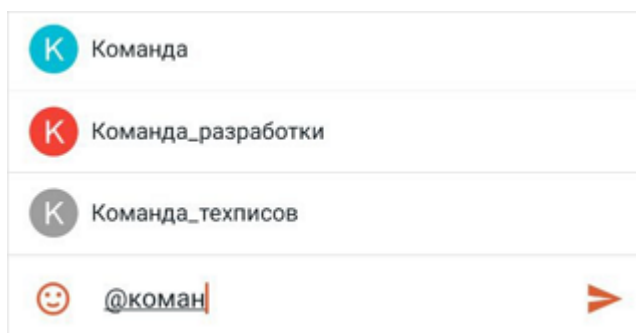 К Команда
К Команда_разработки
К Команда_техписов
@коман